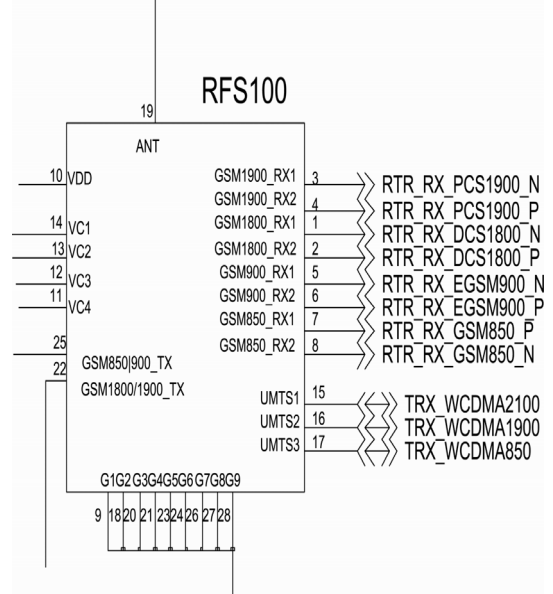 RFS100
19
ANT
10 VDD GSM1900_RX1 3 RTR_RX_PCS1900_N
GSM1900_RX2 4 RTR_RX_PCS1900_P
14 VC1 GSM1800_RX1 1 RTR_RX_DCS1800_N
13 VC2 GSM1800_RX2 2 RTR_RX_DCS1800_P
12 VC3 GSM900_RX1 5 RTR_RX_EGSM900_N
11 VC4 GSM900_RX2 6 RTR_RX_EGSM900_P
GSM850_RX1 7 RTR_RX_GSM850_P
25 GSM850_RX2 8 RTR_RX_GSM850_N
GSM850|900_TX
22
GSM1800/1900_TX
UMTS1 15 TRX_WCDMA2100
UMTS2 16 TRX_WCDMA1900
UMTS3 17 TRX_WCDMA850
G1G2 G3G4G5G6 G7G8G9
9 18 20 21 23 24 26 27 28